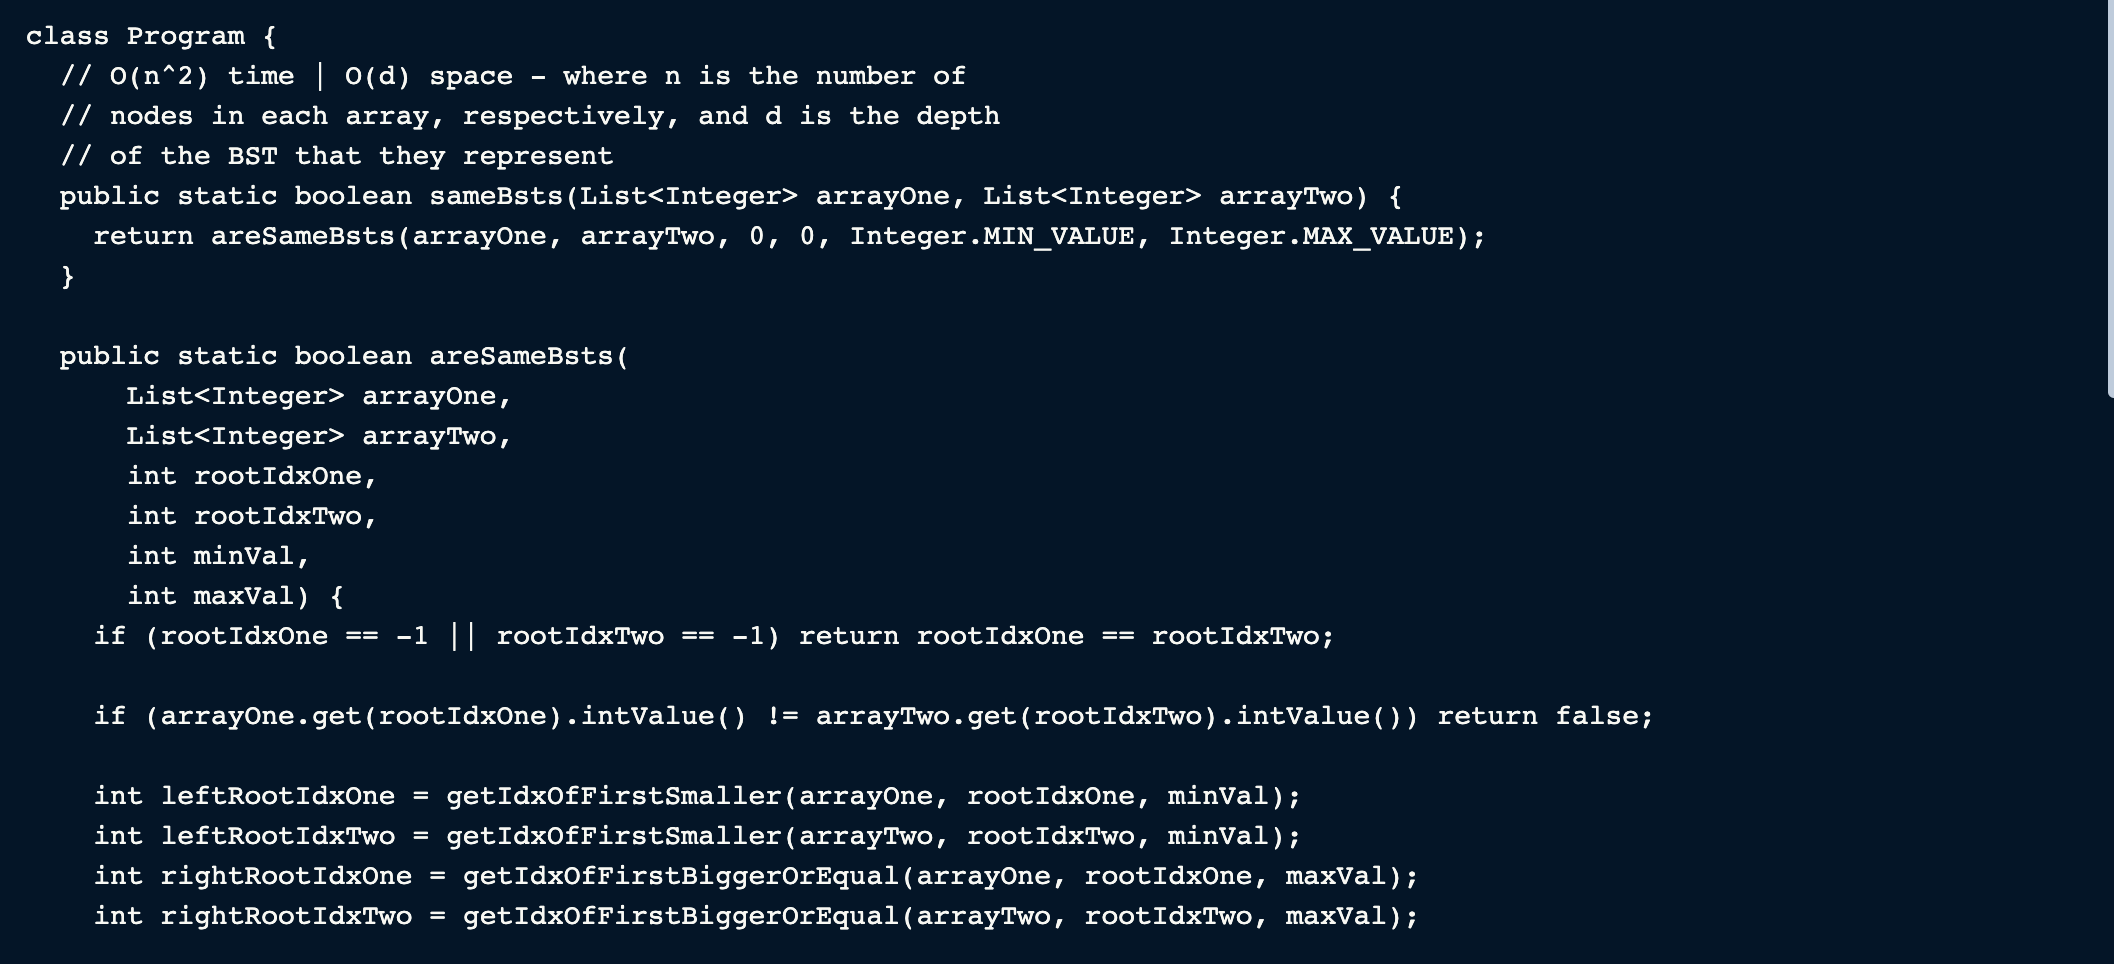 class Program {
  // O(n^2) time | O(d) space - where n is the number of
  // nodes in each array, respectively, and d is the depth
  // of the BST that they represent
  public static boolean sameBsts(List<Integer> arrayOne, List<Integer> arrayTwo) {
    return areSameBsts(arrayOne, arrayTwo, 0, 0, Integer.MIN_VALUE, Integer.MAX_VALUE);
  }

  public static boolean areSameBsts(
      List<Integer> arrayOne,
      List<Integer> arrayTwo,
      int rootIdxOne,
      int rootIdxTwo,
      int minVal,
      int maxVal) {
    if (rootIdxOne == -1 || rootIdxTwo == -1) return rootIdxOne == rootIdxTwo;

    if (arrayOne.get(rootIdxOne).intValue() != arrayTwo.get(rootIdxTwo).intValue()) return false;

    int leftRootIdxOne = getIdxOfFirstSmaller(arrayOne, rootIdxOne, minVal);
    int leftRootIdxTwo = getIdxOfFirstSmaller(arrayTwo, rootIdxTwo, minVal);
    int rightRootIdxOne = getIdxOfFirstBiggerOrEqual(arrayOne, rootIdxOne, maxVal);
    int rightRootIdxTwo = getIdxOfFirstBiggerOrEqual(arrayTwo, rootIdxTwo, maxVal);